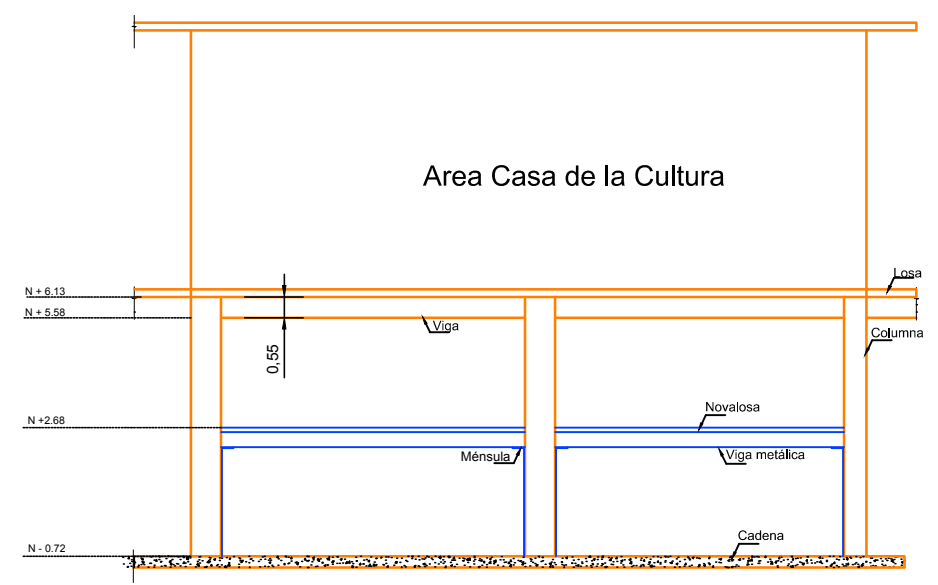 Area Casa de la Cultura
Losa
N + 6.13
N + 5.58
Viga
Columna
0,55
Novalosa
N +2.68
Ménsula
Viga metálica
Cadena
N - 0.72